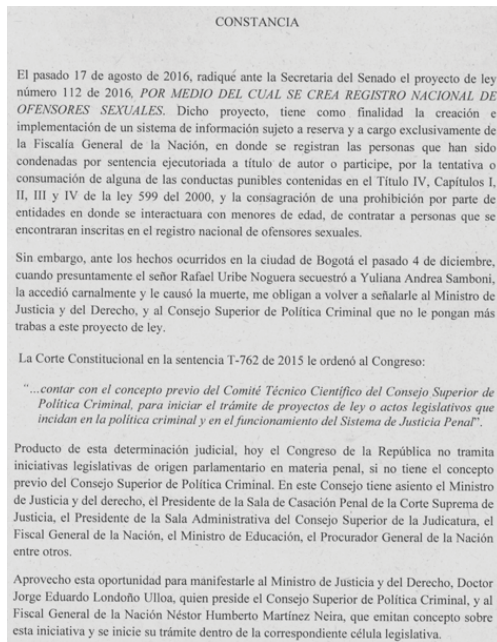 CONSTANCIA
El pasado 17 de agosto de 2016, radiqué ante la Secretaria del Senado el proyecto de ley
número 112 de 2016, POR MEDIO DEL CUAL SE CREA REGISTRO NACIONAL DE
OFENSORES SEXUALES. Dicho proyecto, tiene como finalidad la creación e
implementación de un sistema de información sujeto a reserva y a cargo exclusivamente de
la Fiscalía General de la Nación, en donde se registran las personas que han sido
condenadas por sentencia ejecutoriada a título de autor o participe, por la tentativa o
consumación de alguna de las conductas punibles contenidas en el Título IV, Capítulos I,
II, III y IV de la ley 599 del 2000, y la consagración de una prohibición por parte de
entidades en donde se interactuara con menores de edad, de contratar a personas que se
encontraran inscritas en el registro nacional de ofensores sexuales.
Sin embargo, ante los hechos ocurridos en la ciudad de Bogotá el pasado 4 de diciembre,
cuando presuntamente el señor Rafael Uribe Noguera secuestró a Yuliana Andrea Samboni,
la accedió carnalmente y le causó la muerte, me obligan a volver a señalarle al Ministro de
Justicia y del Derecho, y al Consejo Superior de Política Criminal que no le pongan más
trabas a este proyecto de ley.
La Corte Constitucional en la sentencia T-762 de 2015 le ordenó al Congreso:
"...contar con el concepto previo del Comité Técnico Científico del Consejo Superior de
Política Criminal, para iniciar el trámite de proyectos de ley o actos legislativos que
incidan en la política criminal y en el funcionamiento del Sistema de Justicia Penal".
Producto de esta determinación judicial, hoy el Congreso de la República no tramita
iniciativas legislativas de origen parlamentario en materia penal, si no tiene el concepto
previo del Consejo Superior de Política Criminal. En este Consejo tiene asiento el Ministro
de Justicia y del derecho, el Presidente de la Sala de Casación Penal de la Corte Suprema de
Justicia, el Presidente de la Sala Administrativa del Consejo Superior de la Judicatura, el
Fiscal General de la Nación, el Ministro de Educación, el Procurador General de la Nación
entre otros.
Aprovecho esta oportunidad para manifestarle al Ministro de Justicia y del Derecho, Doctor
Jorge Eduardo Londoño Ulloa, quien preside el Consejo Superior de Política Criminal, y al
Fiscal General de la Nación Néstor Humberto Martínez Neira, que emitan concepto sobre
esta iniciativa y se inicie su trámite dentro de la correspondiente célula legislativa.